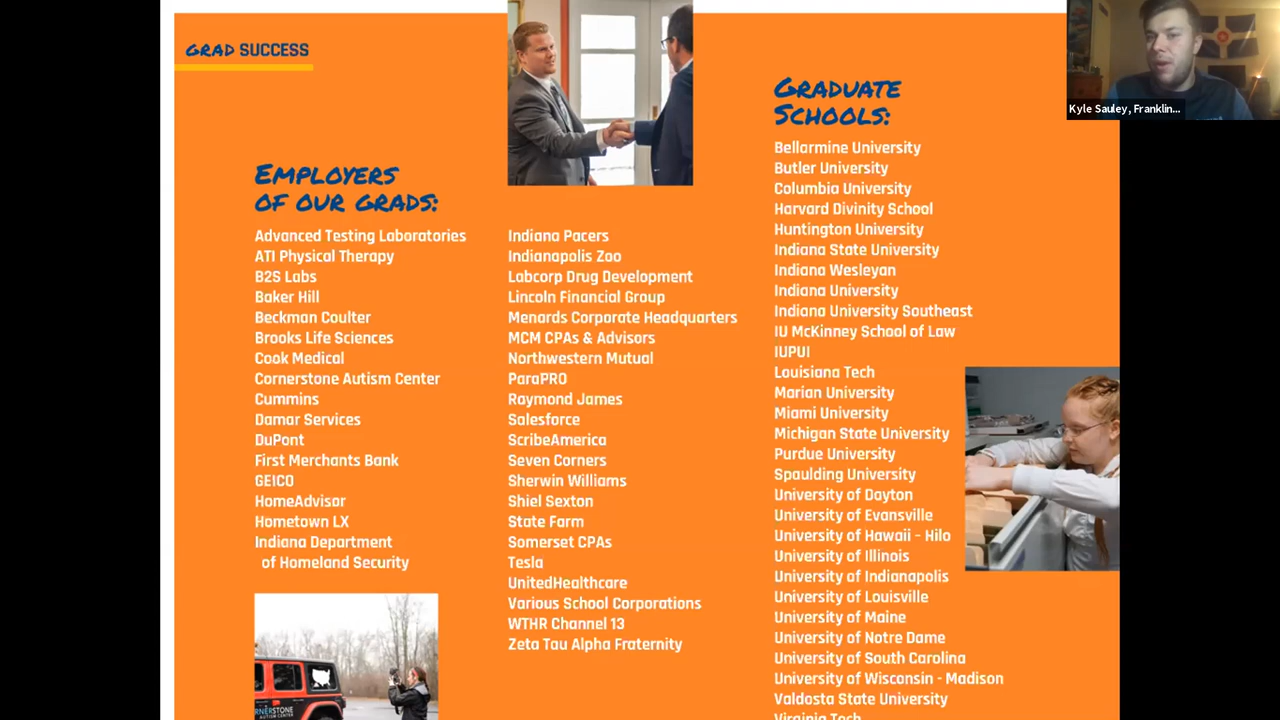 GRAD SUCCESS
EMPLOYERS
OF OUR GRADS:
Advanced Testing Laboratories
ATI Physical Therapy
B2S Labs
Baker Hill
Beckman Coulter
Brooks Life Sciences
Cook Medical
Cornerstone Autism Center
Cummins
Damar Services
DuPont
First Merchants Bank
GEICO
HomeAdvisor
Hometown LX
Indiana Department
of Homeland Security
Indiana Pacers
Indianapolis Zoo
Labcorp Drug Development
Lincoln Financial Group
Menards Corporate Headquarters
MCM CPAs & Advisors
Northwestern Mutual
ParaPRO
Raymond James
Salesforce
ScribeAmerica
Seven Corners
Sherwin Williams
Shiel Sexton
State Farm
Somerset CPAs
Tesla
UnitedHealthcare
Various School Corporations
WTHR Channel 13
Zeta Tau Alpha Fraternity
GRADUATE
SCHOOLS:
Bellarmine University
Butler University
Columbia University
Harvard Divinity School
Huntington University
Indiana State University
Indiana Wesleyan
Indiana University
Indiana University Southeast
IU McKinney School of Law
IUPUI
Louisiana Tech
Marian University
Miami University
Michigan State University
Purdue University
Spaulding University
University of Dayton
University of Evansville
University of Hawaii - Hilo
University of Illinois
University of Indianapolis
University of Louisville
University of Maine
University of Notre Dame
University of South Carolina
University of Wisconsin - Madison
Valdosta State University
Virginia Tech
Kyle Sauley, Franklin...
RNERSTONE
AUTISM CENTER